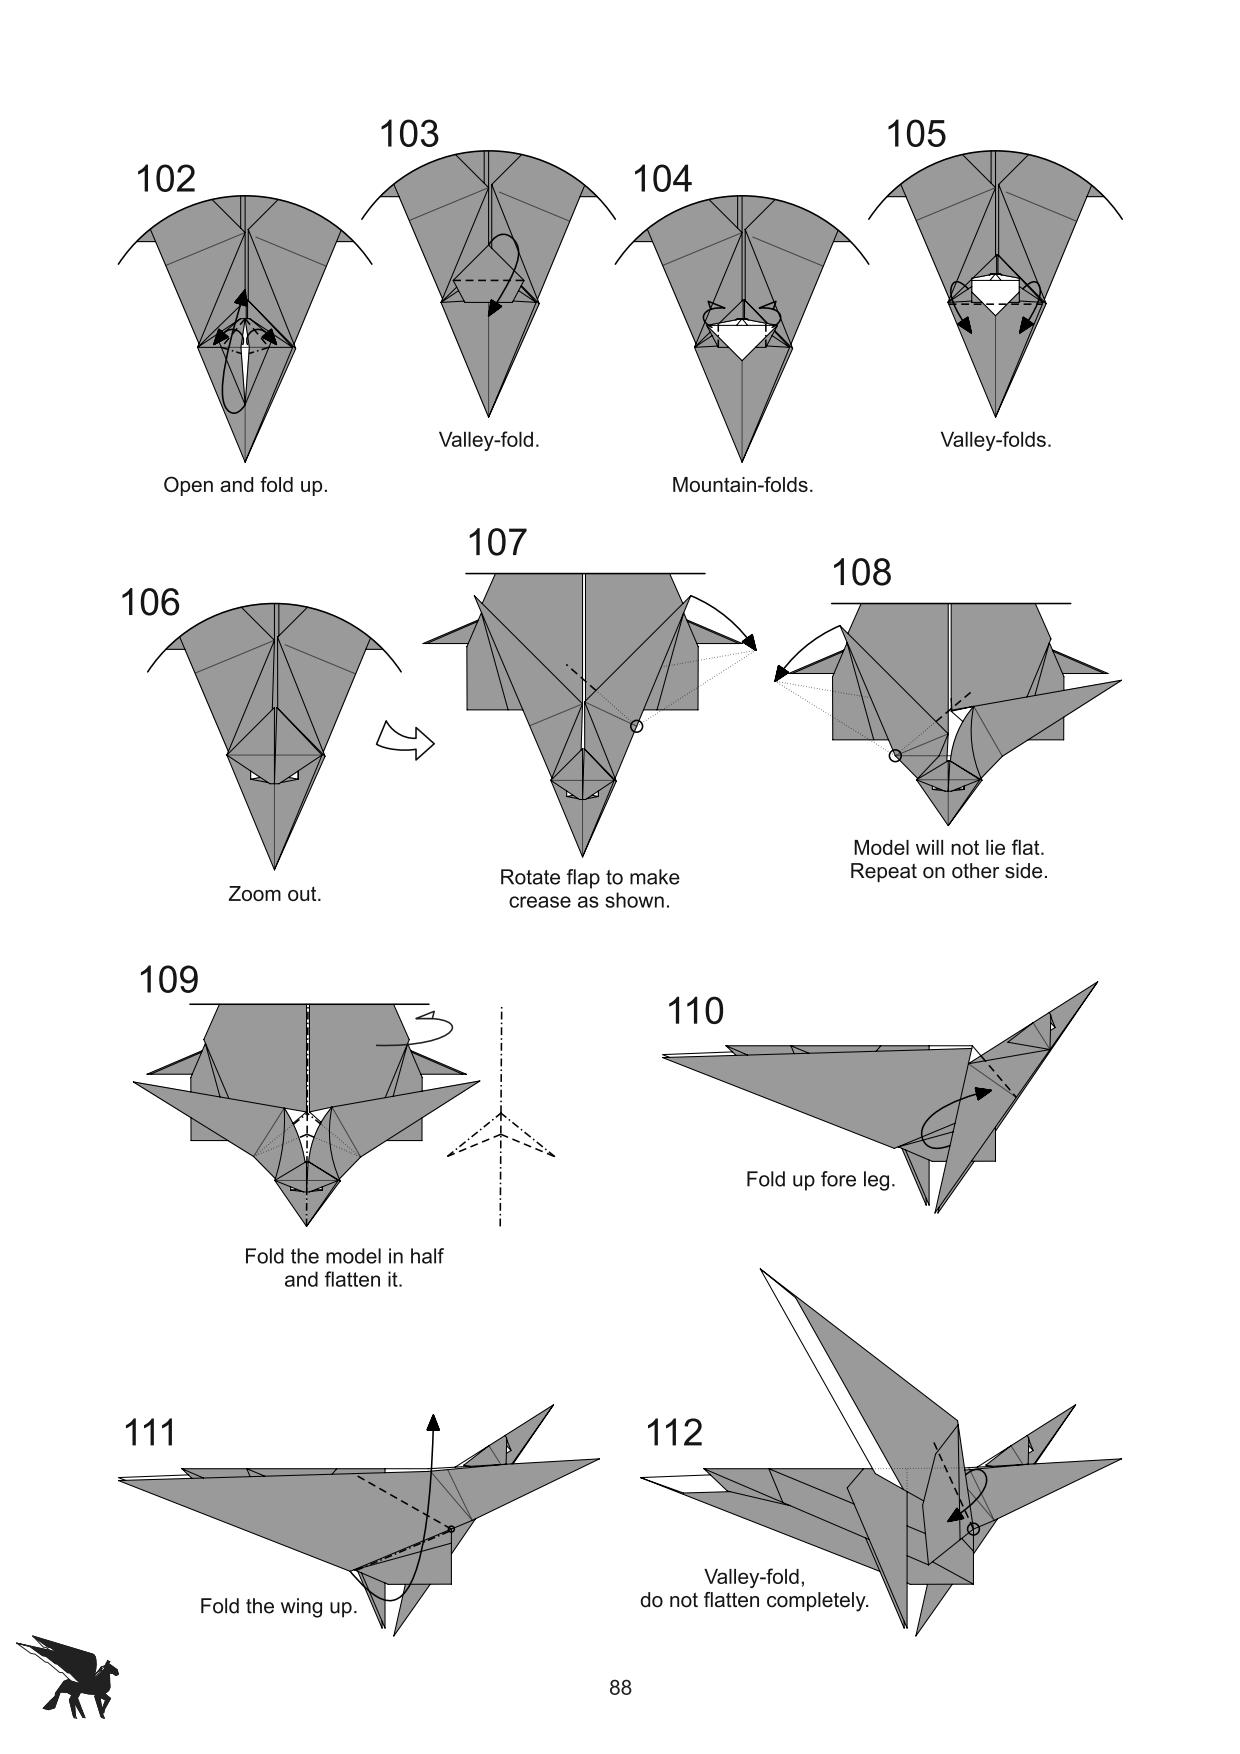 102
Open and fold up.
103
Valley-fold.
104
Mountain-folds.
105
Valley-folds.
106
Zoom out.
107
Rotate flap to make
crease as shown.
108
Model will not lie flat.
Repeat on other side.
109
Fold the model in half
and flatten it.
110
Fold up fore leg.
111
Fold the wing up.
112
Valley-fold,
do not flatten completely.
88